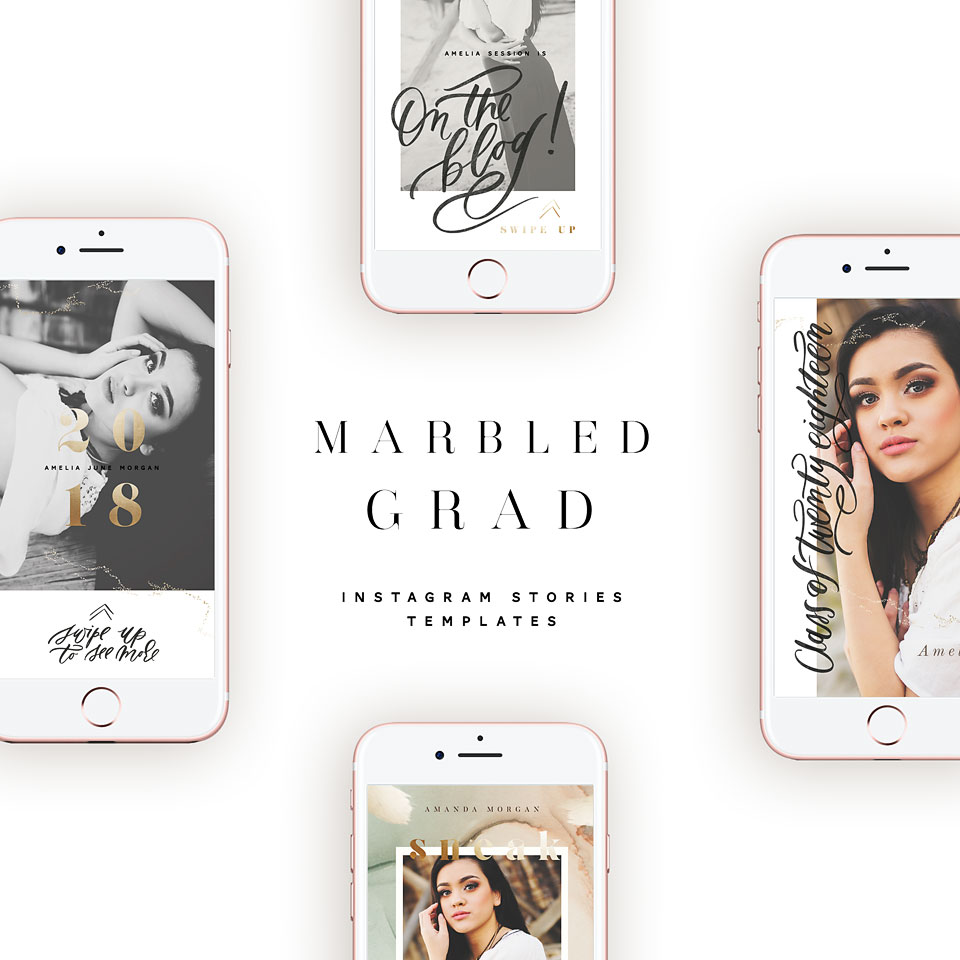 AMELIA SESSION IS
On the
blog!
SWIPE UP
20
AMELIA JUNE MORGAN
18
swipe up
to see more
MARBLED
GRAD
INSTAGRAM STORIES
TEMPLATES
Class of twenty eighteen
AMANDA MORGAN
sneak